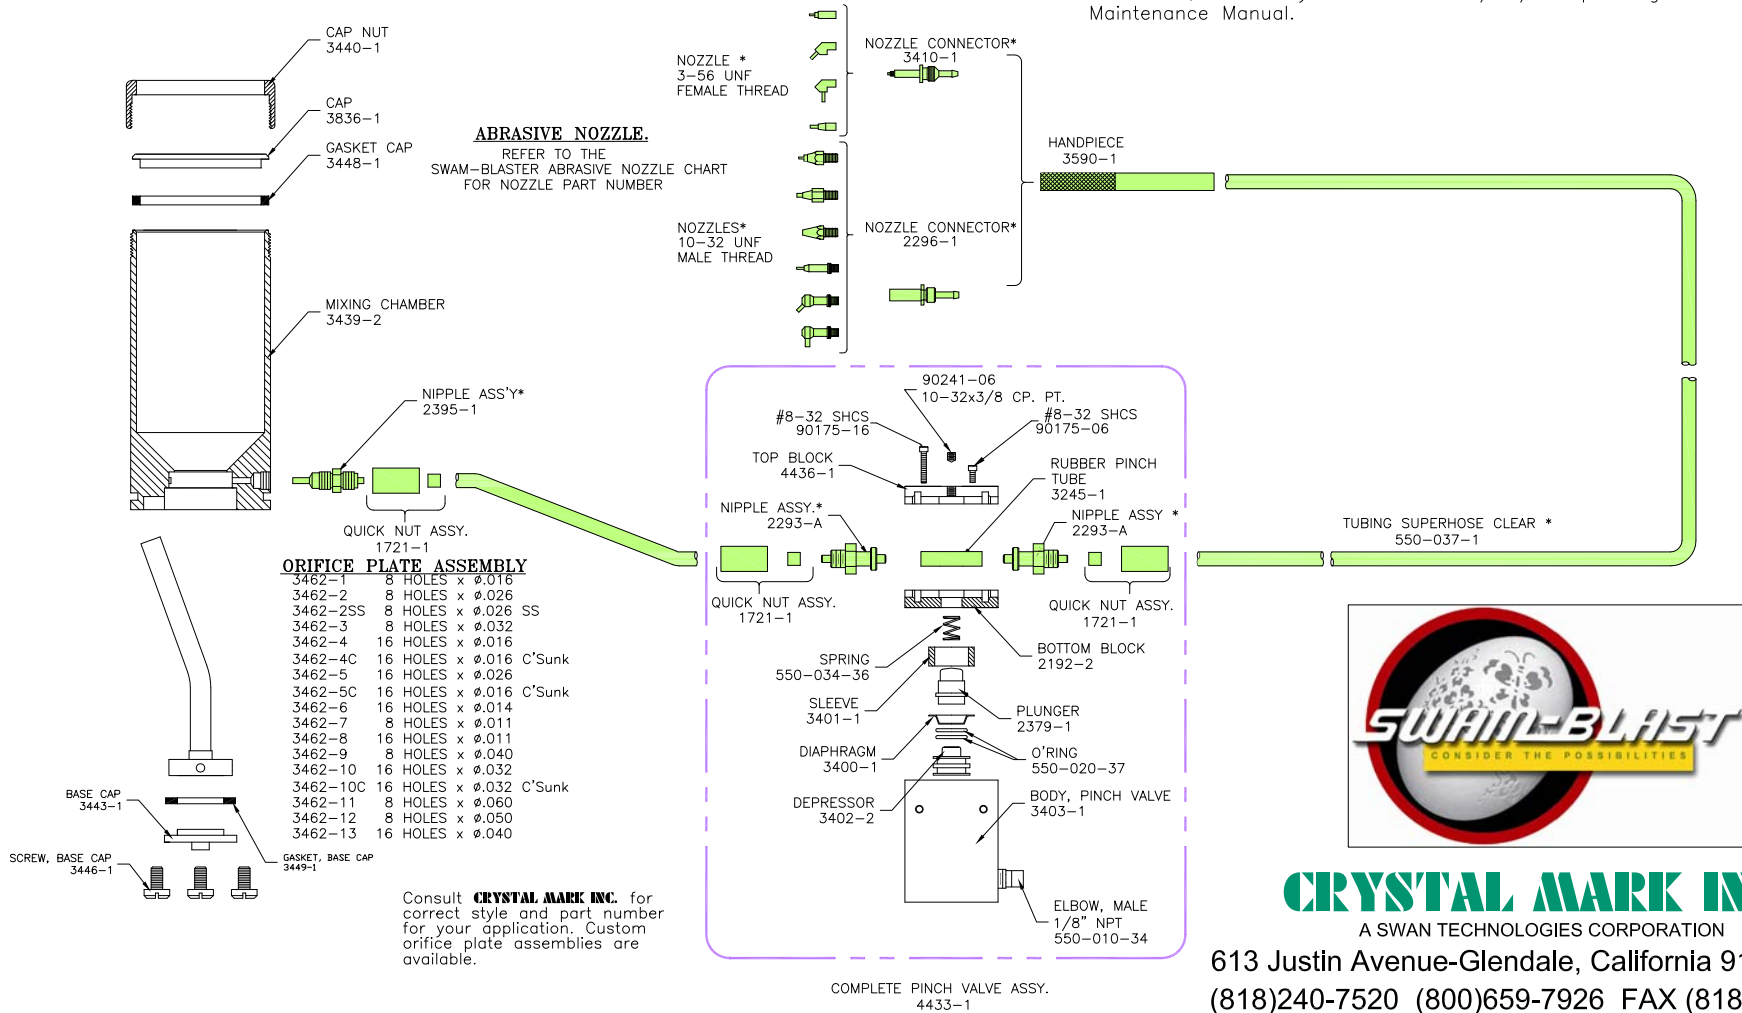 Maintenance Manual.
CAP NUT
3440-1
CAP
3836-1
GASKET CAP
3448-1
MIXING CHAMBER
3439-2
ABRASIVE NOZZLE.
REFER TO THE
SWAM-BLASTER ABRASIVE NOZZLE CHART
FOR NOZZLE PART NUMBER
NOZZLE *
3-56 UNF
FEMALE THREAD
NOZZLES*
10-32 UNF
MALE THREAD
NOZZLE CONNECTOR*
3410-1
NOZZLE CONNECTOR*
2296-1
HANDPIECE
3590-1
NIPPLE ASS'Y*
2395-1
QUICK NUT ASSY.
1721-1
ORIFICE PLATE ASSEMBLY
3462-1 8 HOLES x ø.016
3462-2 8 HOLES x ø.026
3462-2SS 8 HOLES x ø.026 SS
3462-3 8 HOLES x ø.032
3462-4 16 HOLES x ø.016
3462-4C 16 HOLES x ø.016 C'Sunk
3462-5 16 HOLES x ø.026
3462-5C 16 HOLES x ø.016 C'Sunk
3462-6 16 HOLES x ø.014
3462-7 8 HOLES x ø.011
3462-8 16 HOLES x ø.011
3462-9 8 HOLES x ø.040
3462-10 16 HOLES x ø.032
3462-10C 16 HOLES x ø.032 C'Sunk
3462-11 8 HOLES x ø.060
3462-12 8 HOLES x ø.050
3462-13 16 HOLES x ø.040
BASE CAP
3443-1
SCREW, BASE CAP
3446-1
GASKET, BASE CAP
3449-1
Consult CRYSTAL MARK INC. for
correct style and part number
for your application. Custom
orifice plate assemblies are
available.
90241-06
10-32x3/8 CP. PT.
#8-32 SHCS
90175-16
#8-32 SHCS
90175-06
TOP BLOCK
4436-1
RUBBER PINCH
TUBE
3245-1
NIPPLE ASSY.*
2293-A
NIPPLE ASSY *
2293-A
QUICK NUT ASSY.
1721-1
QUICK NUT ASSY.
1721-1
BOTTOM BLOCK
2192-2
SPRING
550-034-36
SLEEVE
3401-1
PLUNGER
2379-1
DIAPHRAGM
3400-1
O'RING
550-020-37
DEPRESSOR
3402-2
BODY, PINCH VALVE
3403-1
ELBOW, MALE
1/8" NPT
550-010-34
COMPLETE PINCH VALVE ASSY.
4433-1
TUBING SUPERHOSE CLEAR *
550-037-1
SWAM-BLAST
CONSIDER THE POSSIBILITIES
CRYSTAL MARK IN
A SWAN TECHNOLOGIES CORPORATION
613 Justin Avenue-Glendale, California 91
(818)240-7520 (800)659-7926 FAX (818)